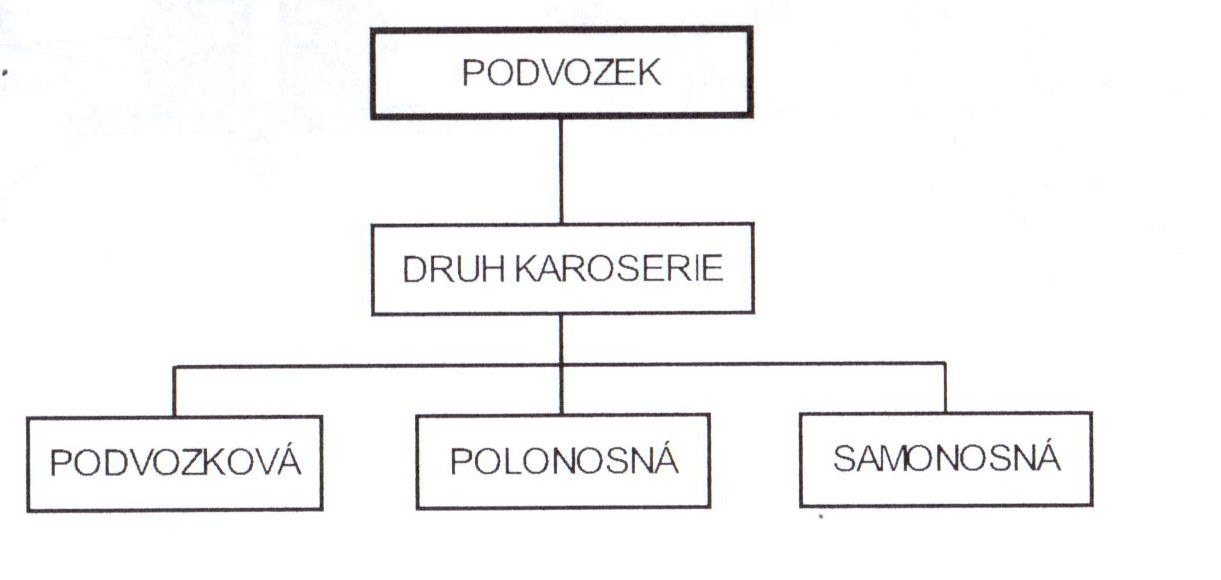 PODVOZEK
DRUH KAROSERIE
PODVOZKOVÁ
POLONOSNÁ
SAMONOSNÁ